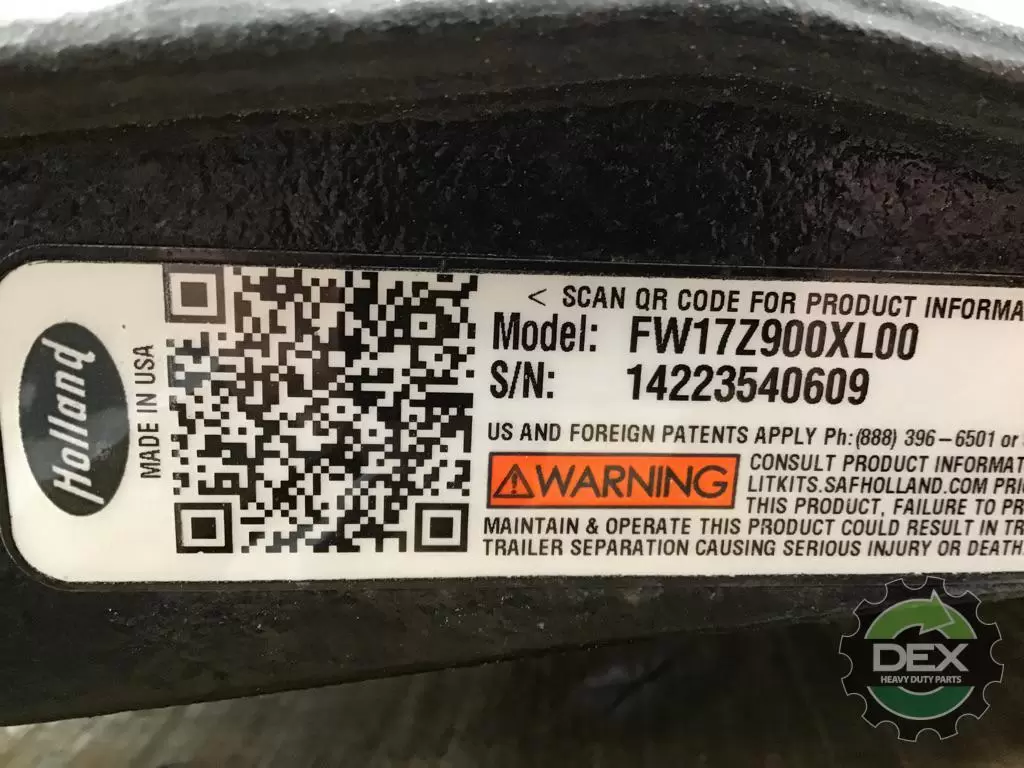 Holland
MADE IN USA
< SCAN QR CODE FOR PRODUCT INFORMA
Model: FW17Z900XL00
S/N: 14223540609
US AND FOREIGN PATENTS APPLY Ph:(888) 396-6501 or
WARNING
CONSULT PRODUCT INFORMAT
LITKITS.SAFHOLLAND.COM PRI
THIS PRODUCT, FAILURE TO PR
MAINTAIN & OPERATE THIS PRODUCT COULD RESULT IN TR
TRAILER SEPARATION CAUSING SERIOUS INJURY OR DEATH
DEX
HEAVY DUTY PARTS